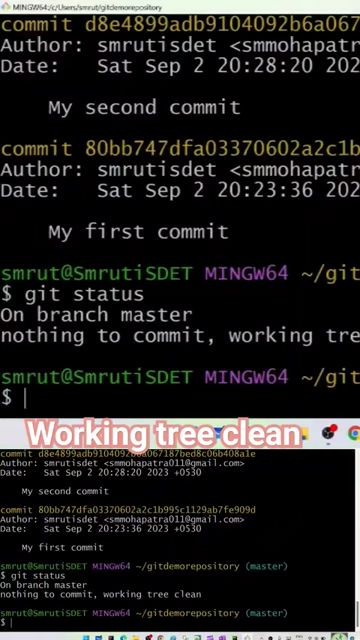 MINGW64:/c/Users/smrut/gitdemorepository
commit d8e4899adb9104092b6a067
Author: smrutisdet <smmohapatra
Date: Sat Sep 2 20:28:20 202
My second commit
commit 80bb747dfa03370602a2c1b
Author: smrutisdet <smmohapatra
Date: Sat Sep 2 20:23:36 202
My first commit
smrut@SmrutiSDET MINGW64 ~/git
$ git status
On branch master
nothing to commit, working tre
smrut@SmrutiSDET MINGW64 ~/git
$
Working tree clean
commit d8e4899adb9104092b6a067187bed8c06b408a1e
Author: smrutisdet <smmohapatra011@gmail.com>
Date: Sat Sep 2 20:28:20 2023 +0530
My second commit
commit 80bb747dfa03370602a2c1b995c1129ab7fe909d
Author: smrutisdet <smmohapatra011@gmail.com>
Date: Sat Sep 2 20:23:36 2023 +0530
My first commit
smrut@SmrutiSDET MINGW64 ~/gitdemorepository (master)
$ git status
On branch master
nothing to commit, working tree clean
smrut@SmrutiSDET MINGW64 ~/gitdemorepository (master)
$